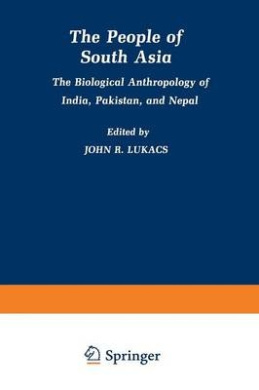 The People of
South Asia
The Biological Anthropology of
India, Pakistan, and Nepal
Edited by
JOHN R. LUKACS
Springer